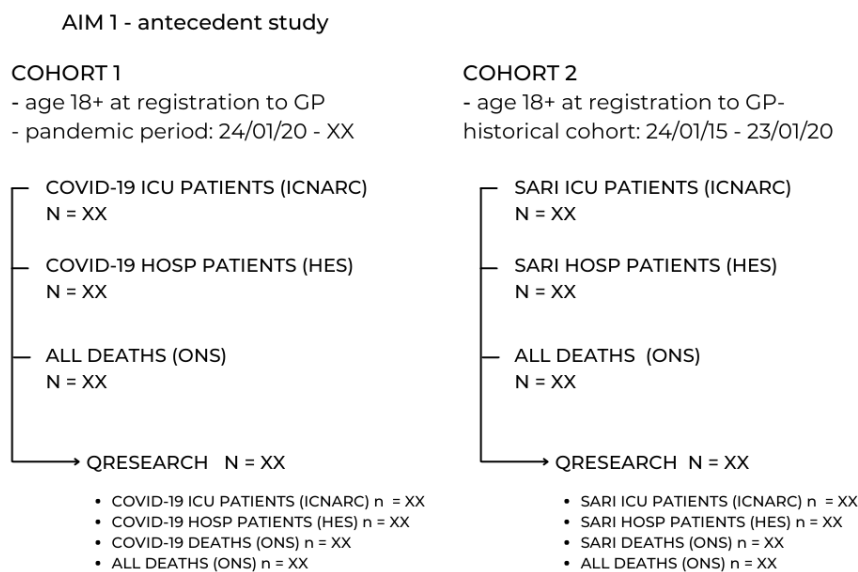 AIM 1 - antecedent study
COHORT 1
- age 18+ at registration to GP
- pandemic period: 24/01/20 - XX
COVID-19 ICU PATIENTS (ICNARC)
N = XX
COVID-19 HOSP PATIENTS (HES)
N = XX
ALL DEATHS (ONS)
N = XX
QRESEARCH N = XX
• COVID-19 ICU PATIENTS (ICNARC) n = XX
• COVID-19 HOSP PATIENTS (HES) n = XX
• COVID-19 DEATHS (ONS) n = XX
• ALL DEATHS (ONS) n = XX
COHORT 2
- age 18+ at registration to GP-
historical cohort: 24/01/15 - 23/01/20
SARI ICU PATIENTS (ICNARC)
N = XX
SARI HOSP PATIENTS (HES)
N = XX
ALL DEATHS (ONS)
N = XX
QRESEARCH N = XX
• SARI ICU PATIENTS (ICNARC) n = XX
• SARI HOSP PATIENTS (HES) n = XX
• SARI DEATHS (ONS) n = XX
• ALL DEATHS (ONS) n = XX